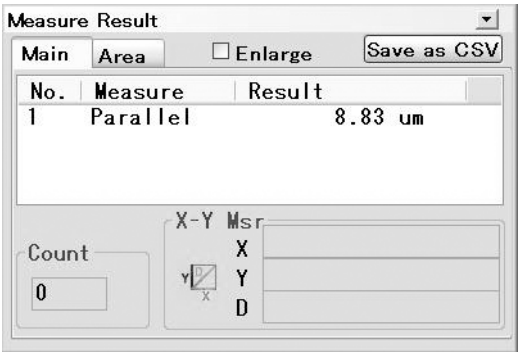 Measure Result
Main Area Enlarge Save as CSV
No. Measure Result
1 Parallel 8.83 um
X-Y Msr
Count
0
X
Y D Y
X
D